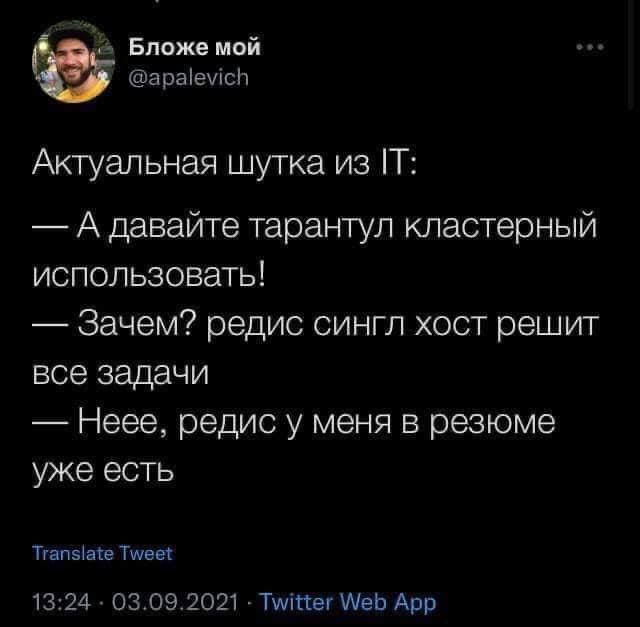 Бложе мой
@apalevich
Актуальная шутка из IT:
— А давайте тарантул кластерный
использовать!
— Зачем? редис сингл хост решит
все задачи
— Неее, редис у меня в резюме
уже есть
Translate Tweet
13:24 · 03.09.2021 · Twitter Web App